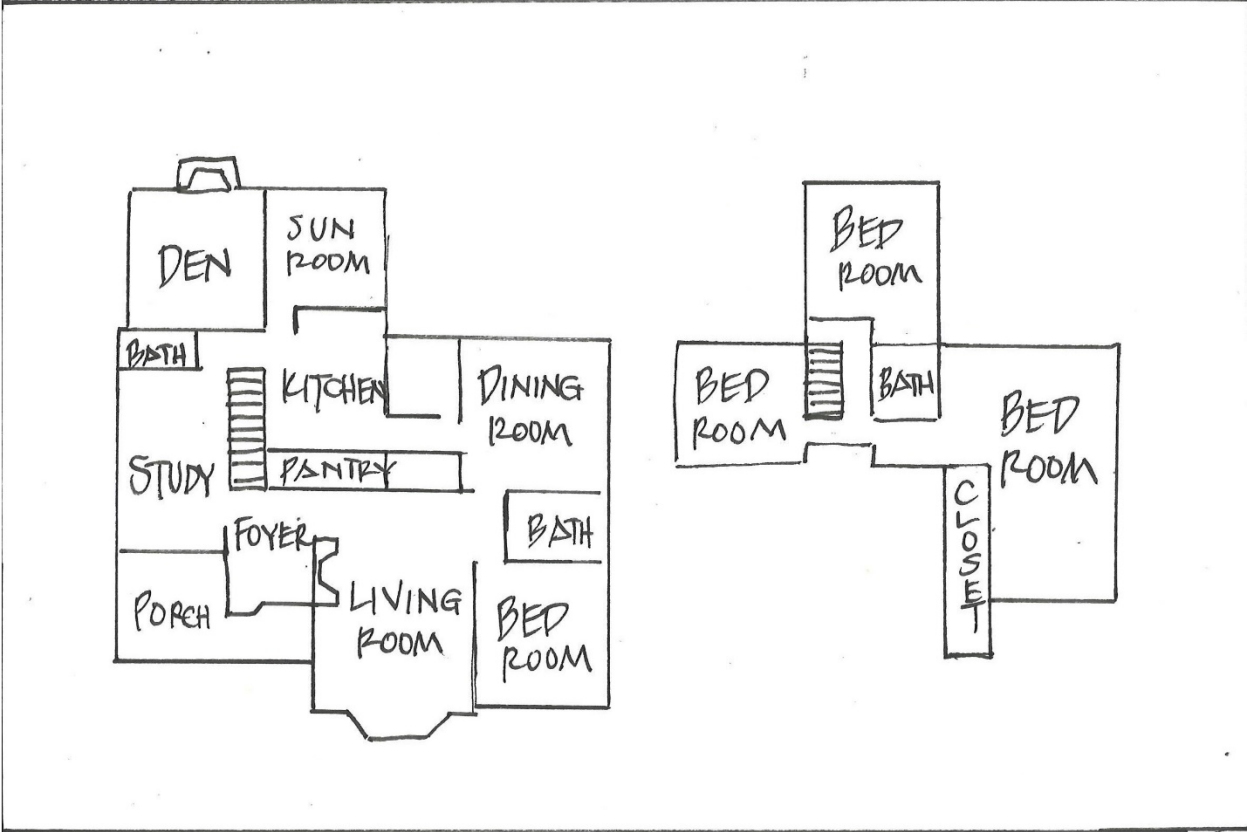 DEN
SUN
ROOM
BATH
KITCHEN
DINING
ROOM
STUDY
PANTRY
FOYER
BATH
PORCH
LIVING
ROOM
BED
ROOM
BED
ROOM
BED
ROOM
BATH
BED
ROOM
CLOSET